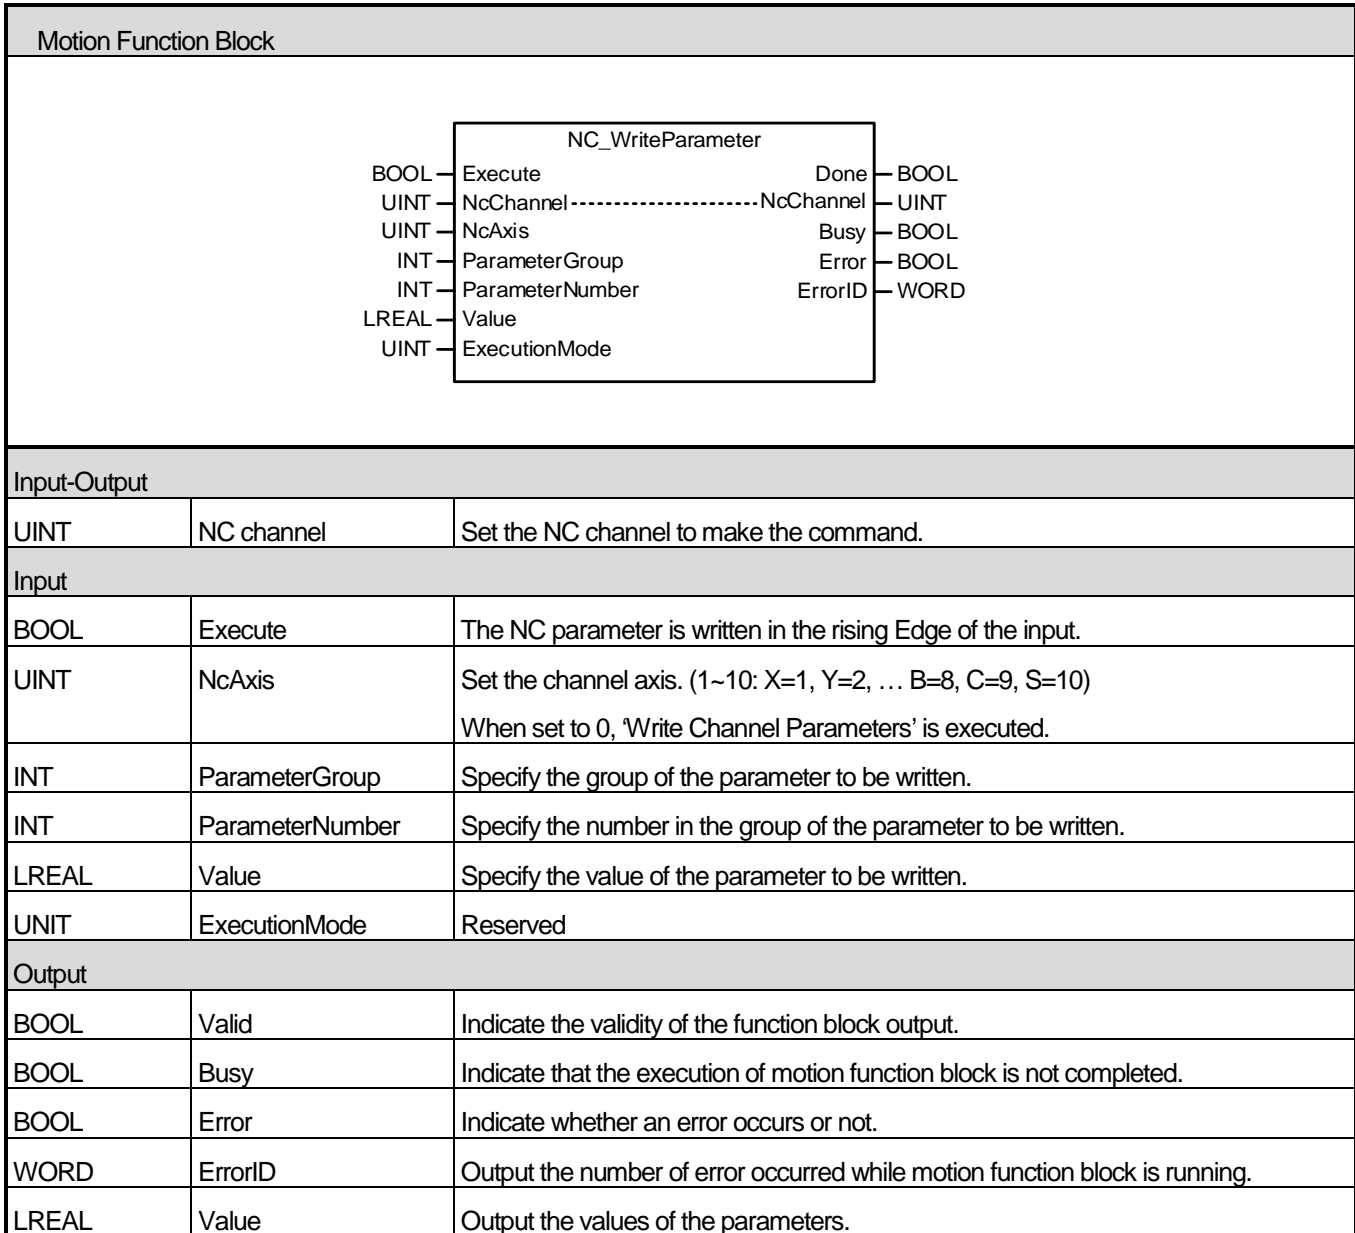 Motion Function Block
NC_WriteParameter
BOOL Execute Done BOOL
UINT NcChannel NcChannel UINT
UINT NcAxis Busy BOOL
INT ParameterGroup Error BOOL
INT ParameterNumber ErrorID WORD
LREAL Value
UINT ExecutionMode
Input-Output
UINT NC channel Set the NC channel to make the command.
Input
BOOL Execute The NC parameter is written in the rising Edge of the input.
UINT NcAxis Set the channel axis. (1~10: X=1, Y=2, … B=8, C=9, S=10)
When set to 0, ‘Write Channel Parameters’ is executed.
INT ParameterGroup Specify the group of the parameter to be written.
INT ParameterNumber Specify the number in the group of the parameter to be written.
LREAL Value Specify the value of the parameter to be written.
UNIT ExecutionMode Reserved
Output
BOOL Valid Indicate the validity of the function block output.
BOOL Busy Indicate that the execution of motion function block is not completed.
BOOL Error Indicate whether an error occurs or not.
WORD ErrorID Output the number of error occurred while motion function block is running.
LREAL Value Output the values of the parameters.